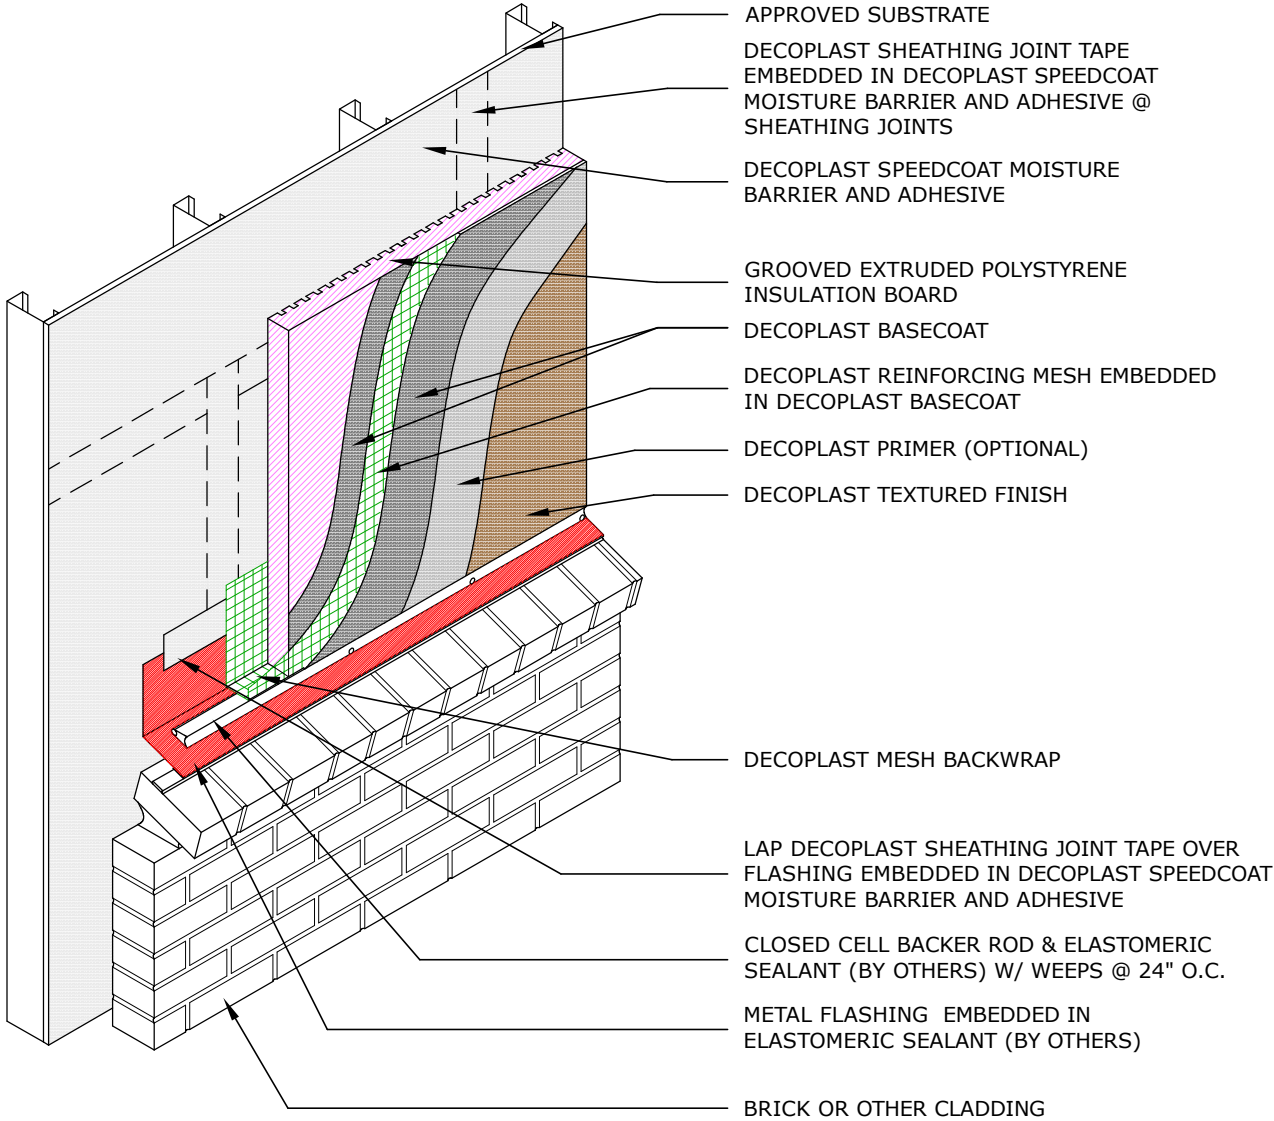 APPROVED SUBSTRATE
DECOPLAST SHEATHING JOINT TAPE
EMBEDDED IN DECOPLAST SPEEDCOAT
MOISTURE BARRIER AND ADHESIVE @
SHEATHING JOINTS
DECOPLAST SPEEDCOAT MOISTURE
BARRIER AND ADHESIVE
GROOVED EXTRUDED POLYSTYRENE
INSULATION BOARD
DECOPLAST BASECOAT
DECOPLAST REINFORCING MESH EMBEDDED
IN DECOPLAST BASECOAT
DECOPLAST PRIMER (OPTIONAL)
DECOPLAST TEXTURED FINISH
DECOPLAST MESH BACKWRAP
LAP DECOPLAST SHEATHING JOINT TAPE OVER
FLASHING EMBEDDED IN DECOPLAST SPEEDCOAT
MOISTURE BARRIER AND ADHESIVE
CLOSED CELL BACKER ROD & ELASTOMERIC
SEALANT (BY OTHERS) W/ WEEPS @ 24" O.C.
METAL FLASHING EMBEDDED IN
ELASTOMERIC SEALANT (BY OTHERS)
BRICK OR OTHER CLADDING